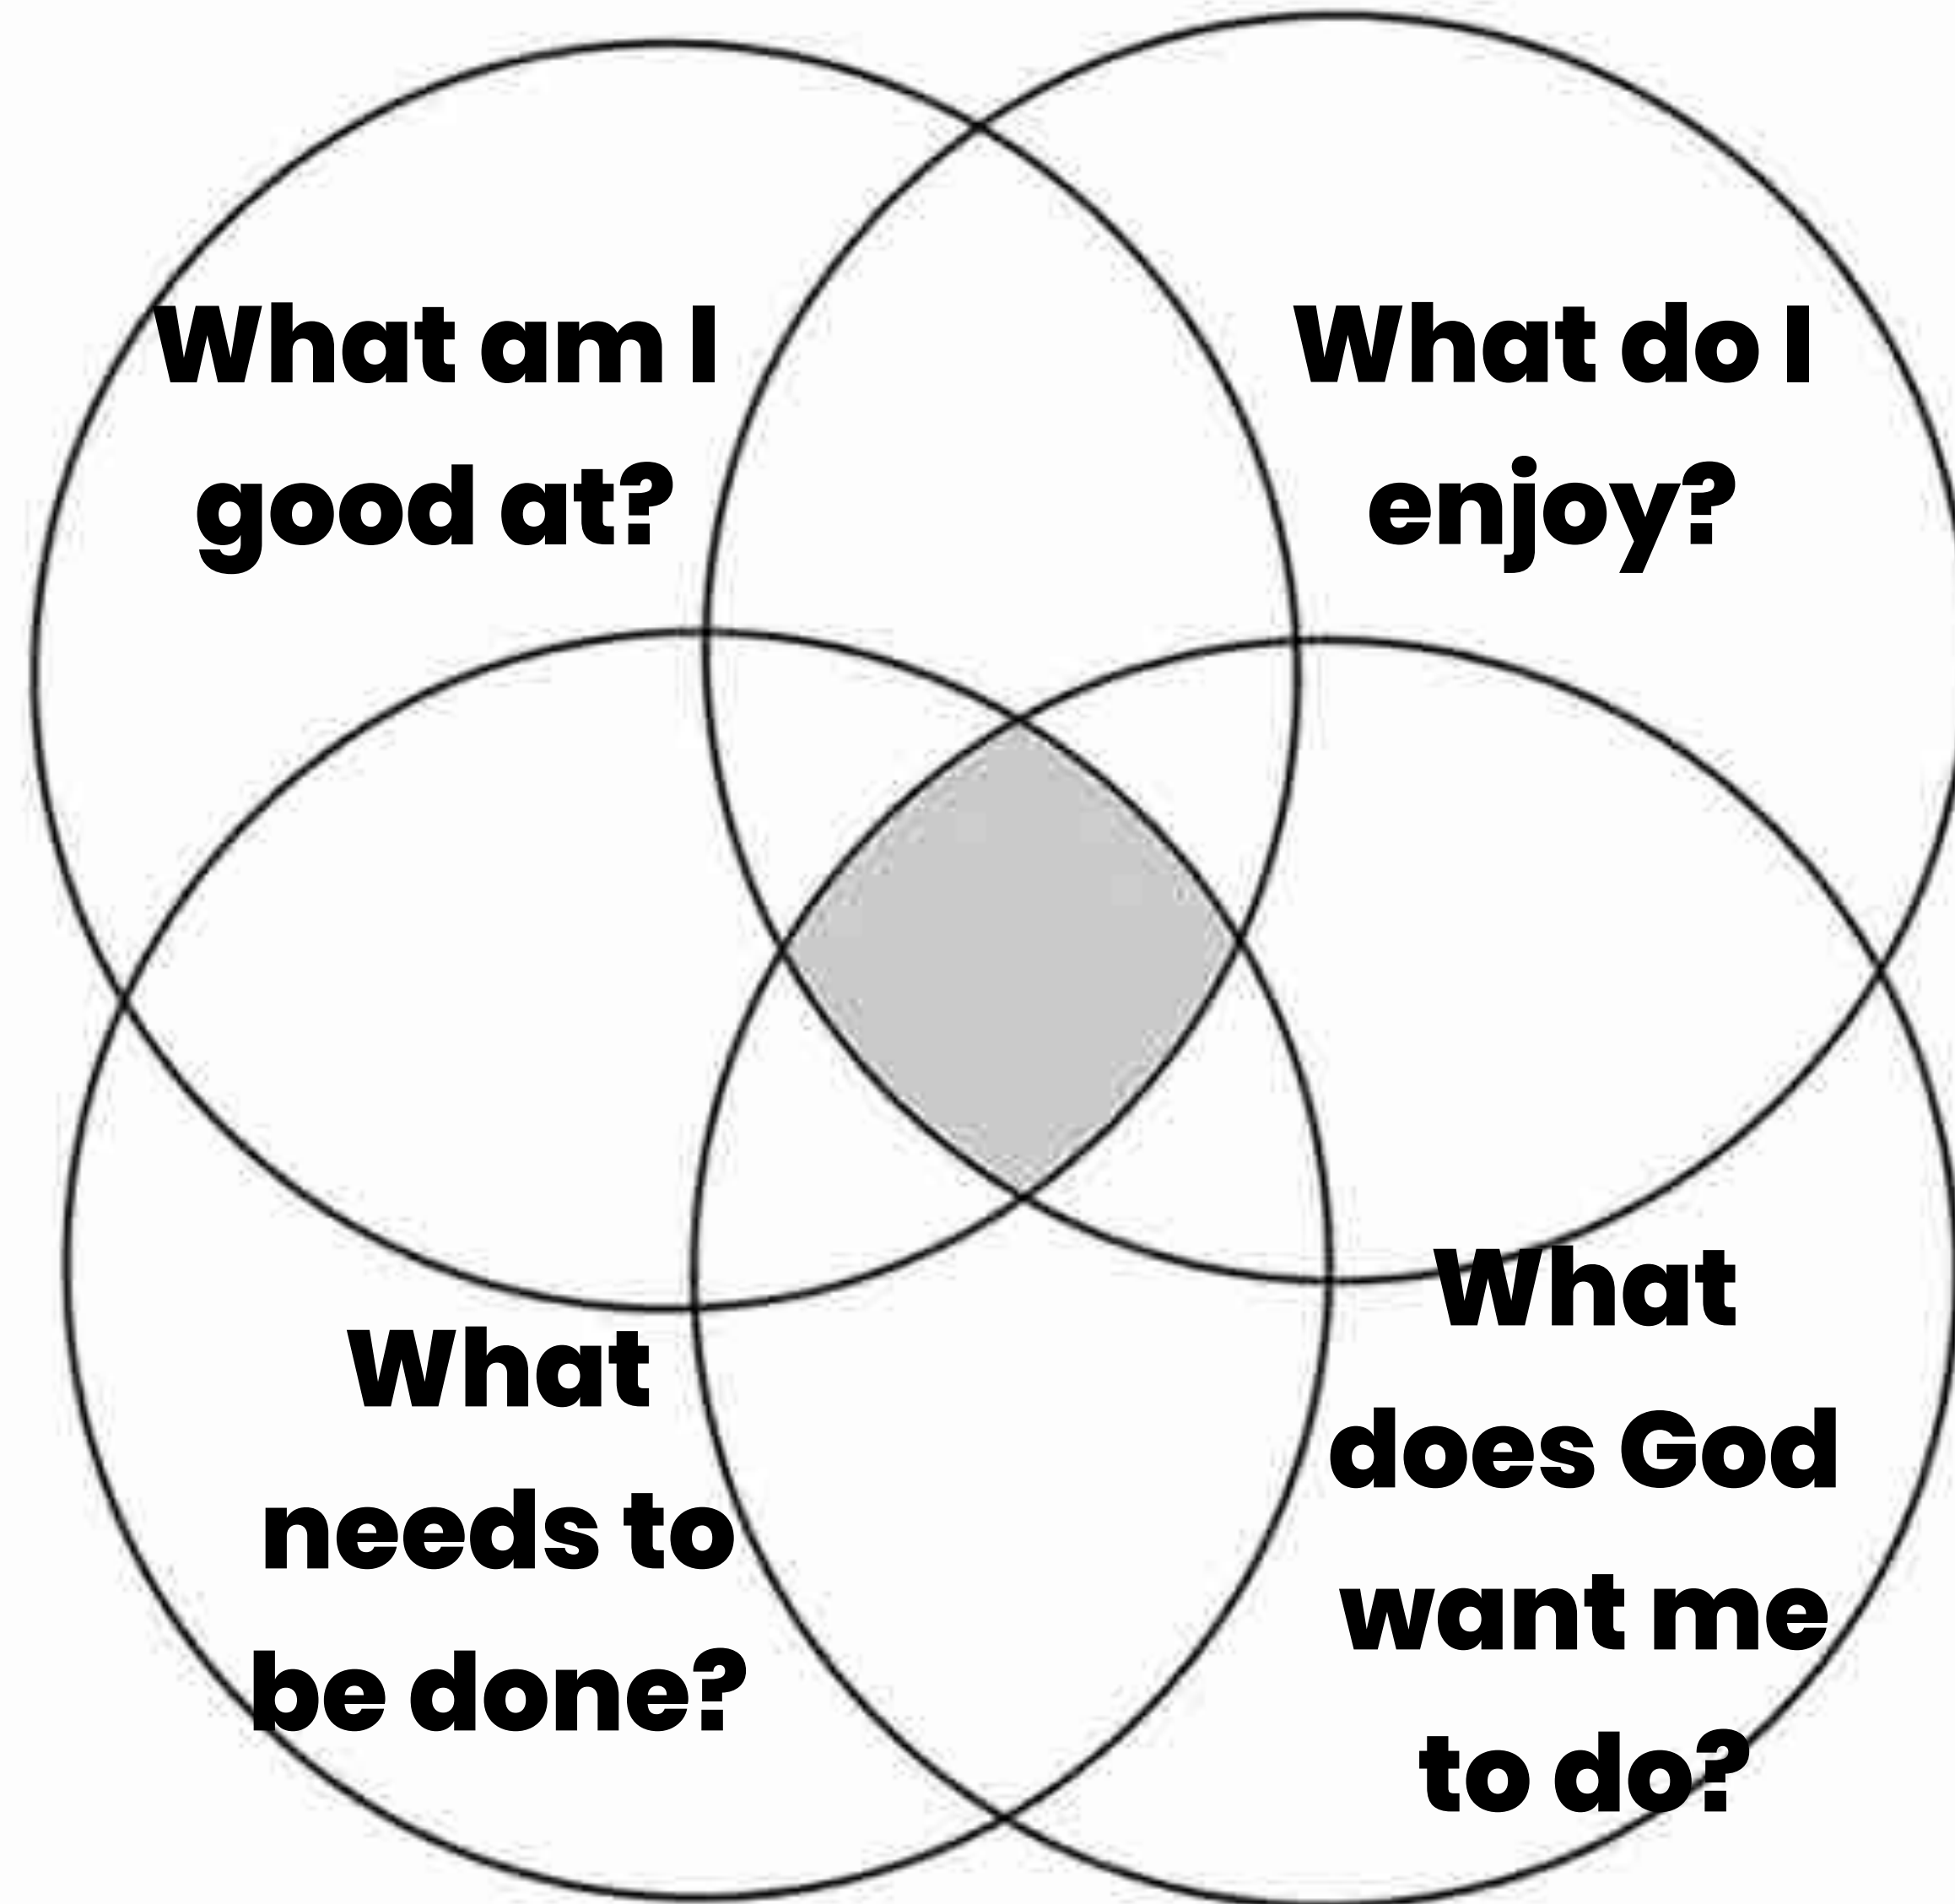 What am I
good at?
What do I
enjoy?
What
needs to
be done?
What
does God
want me
to do?